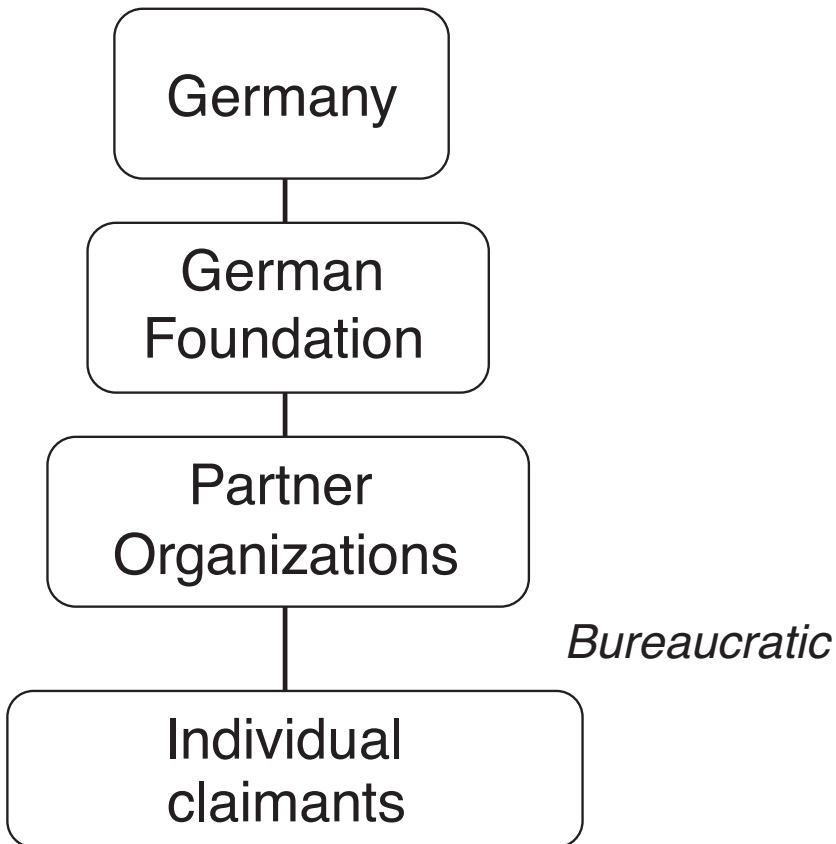 Germany
German
Foundation
Partner
Organizations
Bureaucratic
Individual
claimants